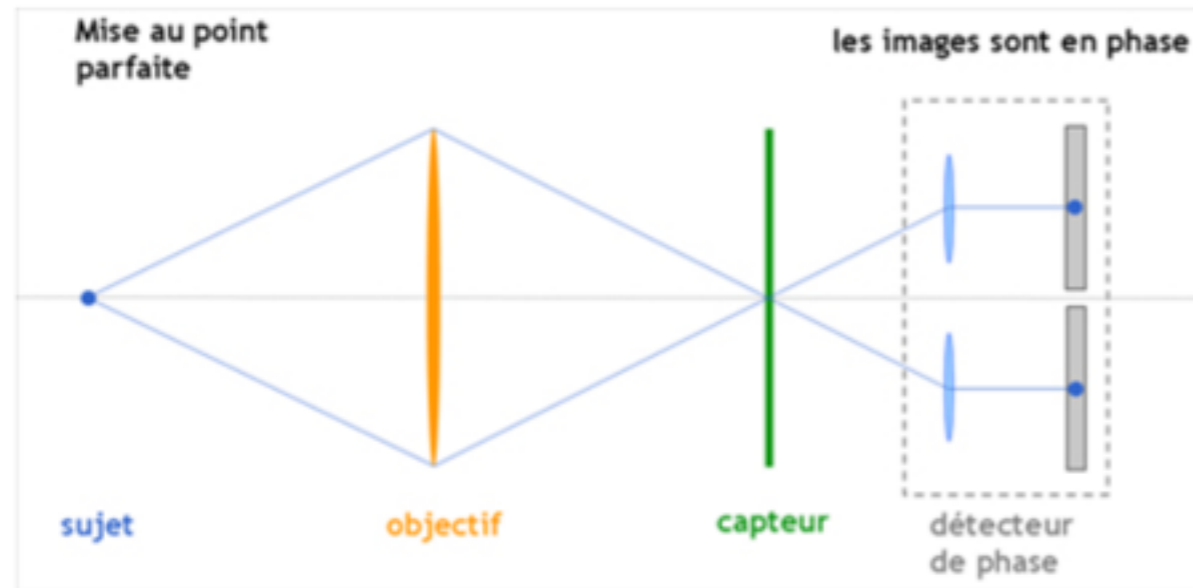 Mise au point
parfaite
les images sont en phase
sujet
objectif
capteur
détecteur
de phase